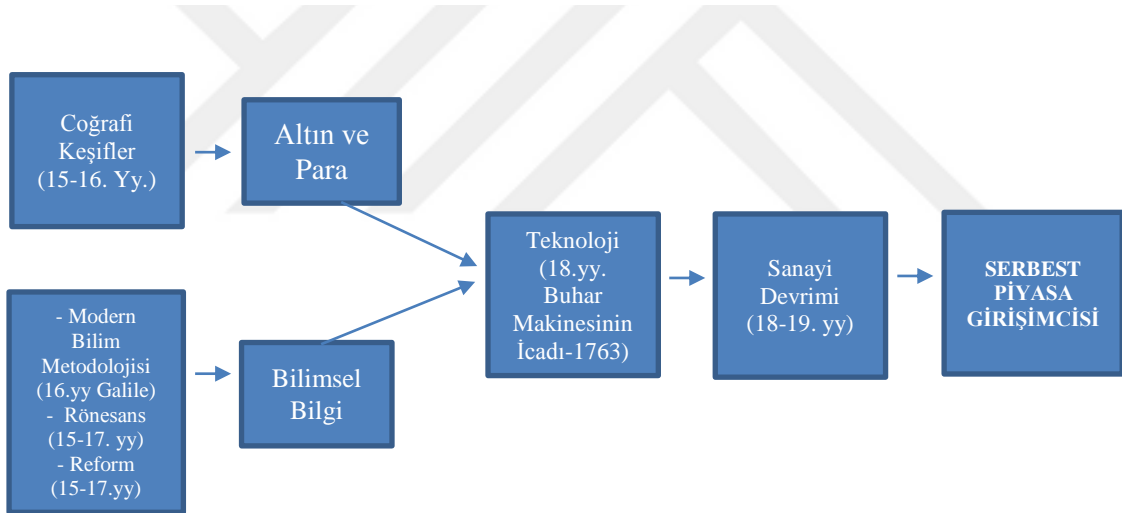 Coğrafi
Keşifler
(15-16. Yy.)
Altın ve
Para
- Modern
Bilim
Metodolojisi
(16.yy Galile)
- Rönesans
(15-17. yy)
- Reform
(15-17.yy)
Bilimsel
Bilgi
Teknoloji
(18.yy.
Buhar
Makinesinin
İcadı-1763)
Sanayi
Devrimi
(18-19. yy)
SERBEST
PİYASA
GİRİŞİMCİSİ